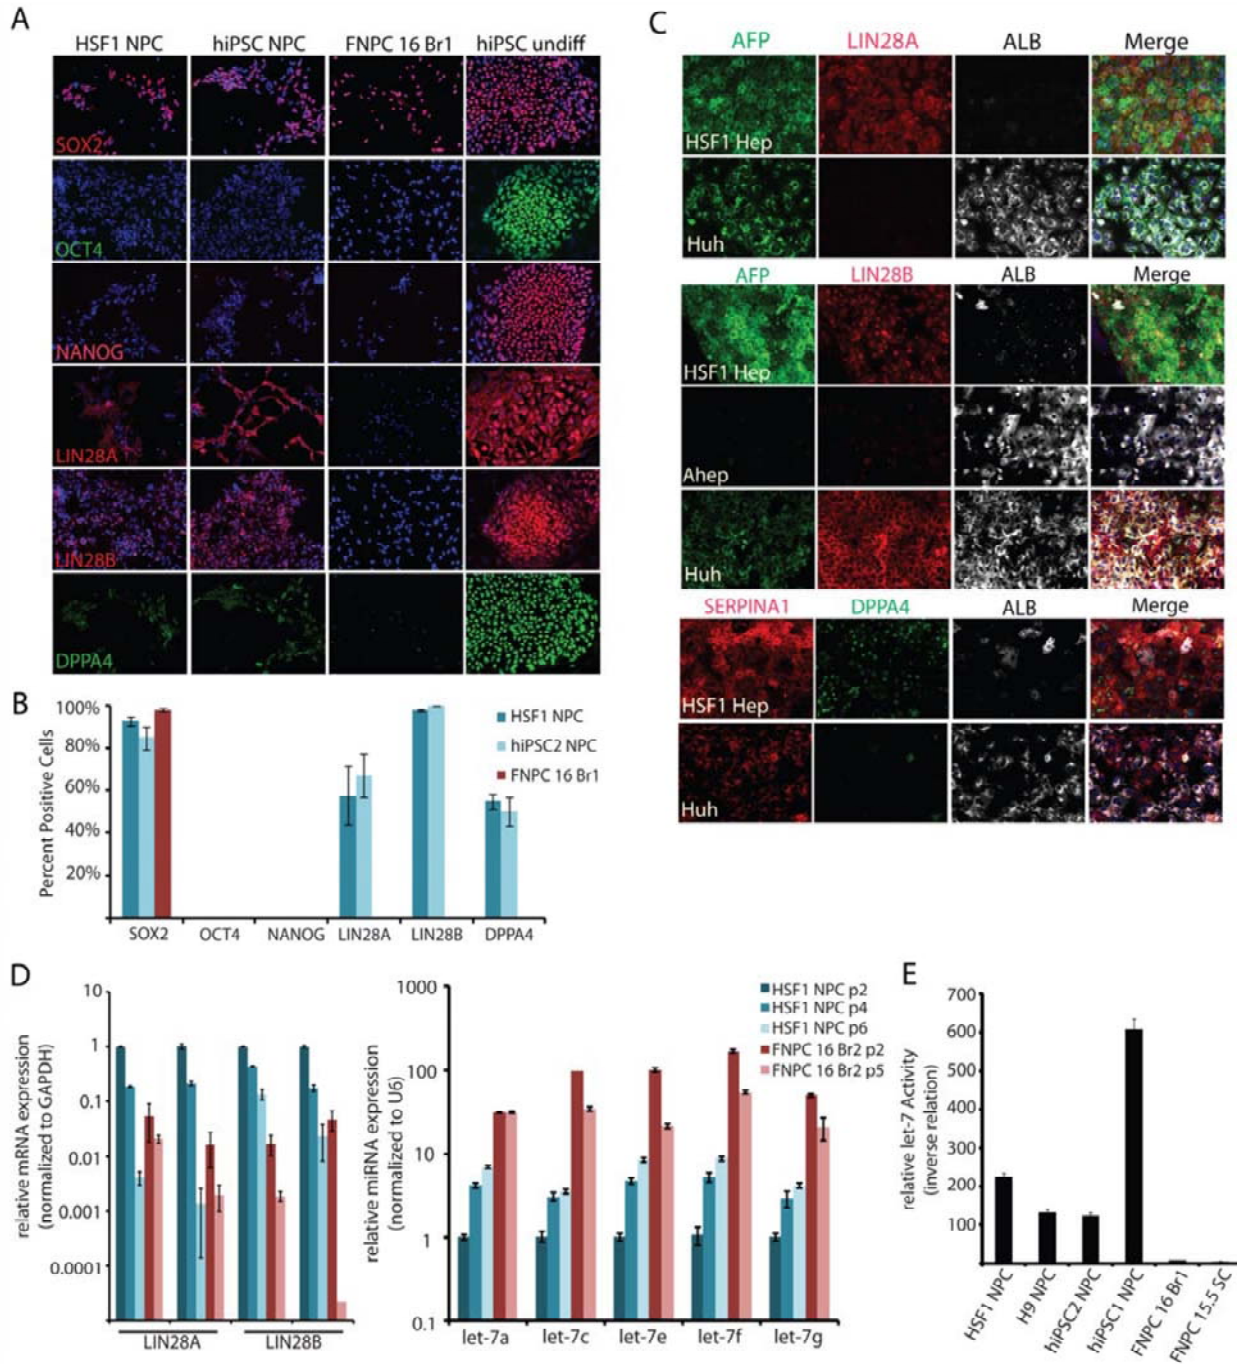 A
HSF1 NPC hiPSC NPC FNPC 16 Br1 hiPSC undiff
SOX2
OCT4
NANOG
LIN28A
LIN28B
DPPA4
B
100%
80%
60%
40%
20%
Percent Positive Cells
HSF1 NPC
hiPSC2 NPC
FNPC 16 Br1
SOX2 OCT4 NANOG LIN28A LIN28B DPPA4
C
AFP LIN28A ALB Merge
HSF1 Hep
Huh
AFP LIN28B ALB Merge
HSF1 Hep
Ahep
Huh
SERPINA1 DPPA4 ALB Merge
HSF1 Hep
Huh
D
relative mRNA expression
(normalized to GAPDH)
10
1
0.1
0.01
0.001
0.0001
LIN28A LIN28B
relative miRNA expression
(normalized to U6)
1000
100
10
1
0.1
HSF1 NPC p2
HSF1 NPC p4
HSF1 NPC p6
FNPC 16 Br2 p2
FNPC 16 Br2 p5
let-7a let-7c let-7e let-7f let-7g
E
relative let-7 Activity
(inverse relation)
700
600
500
400
300
200
100
HSF1 NPC
H9 NPC
hiPSC2 NPC
hiPSC1 NPC
FNPC 16 Br1
FNPC 15.5 SC